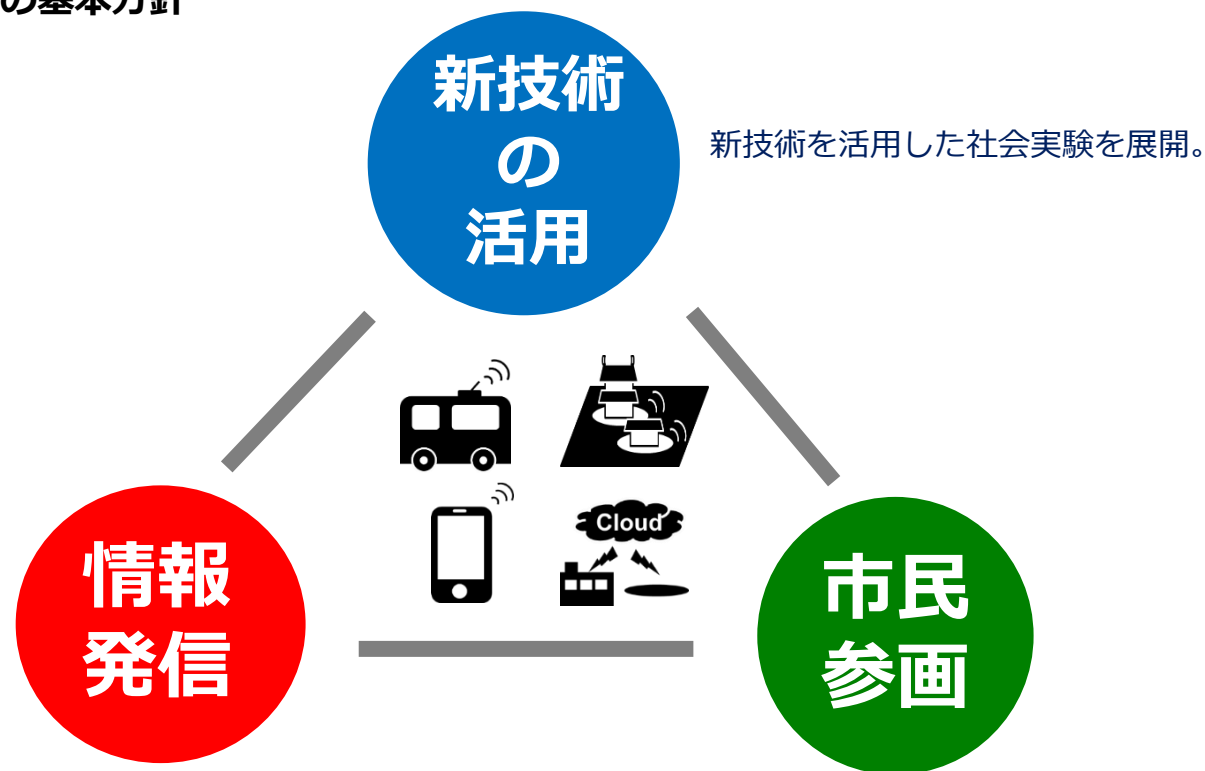 の基本方針
新技術
の
活用
新技術を活用した社会実験を展開。
Cloud
情報
発信
市民
参画